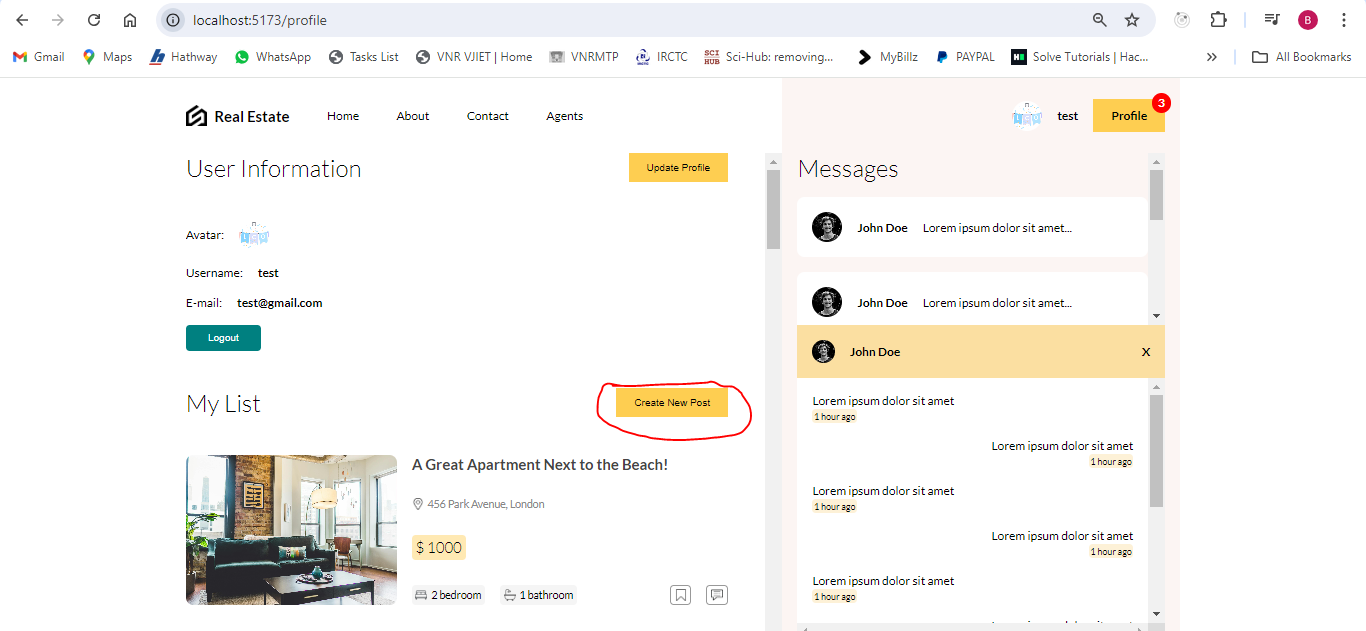 localhost:5173/profile
B
Gmail Maps Hathway WhatsApp Tasks List VNR VJIET | Home VNRMTP IRCTC Sci-Hub: removing... MyBillz PAYPAL Solve Tutorials | Hac... » All Bookmarks
Real Estate Home About Contact Agents
test Profile 3
User Information
Update Profile
Avatar:
Username: test
E-mail: test@gmail.com
Logout
My List
Create New Post
A Great Apartment Next to the Beach!
456 Park Avenue, London
$ 1000
2 bedroom 1 bathroom
Messages
John Doe Lorem ipsum dolor sit amet...
John Doe Lorem ipsum dolor sit amet...
John Doe X
Lorem ipsum dolor sit amet
1 hour ago
Lorem ipsum dolor sit amet
1 hour ago
Lorem ipsum dolor sit amet
1 hour ago
Lorem ipsum dolor sit amet
1 hour ago
Lorem ipsum dolor sit amet
1 hour ago